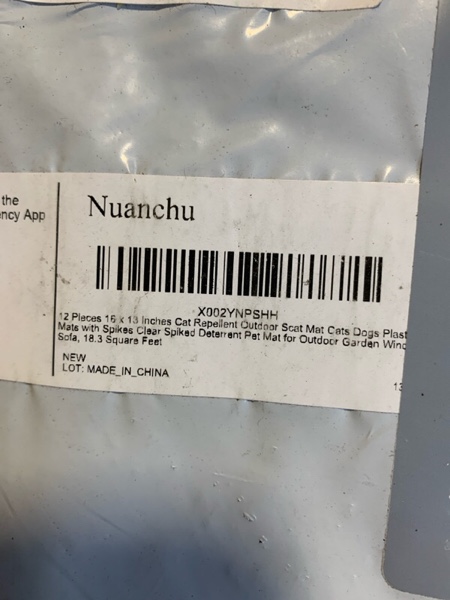 the
ncy App
Nuanchu
X002YNPSHH
12 Pieces 16 x 13 Inches Cat Repellent Outdoor Scat Mat Cats Dogs Plast
Mats with Spikes Clear Spiked Deterrent Pet Mat for Outdoor Garden Wind
Sofa, 18.3 Square Feet
NEW
LOT: MADE_IN_CHINA
13